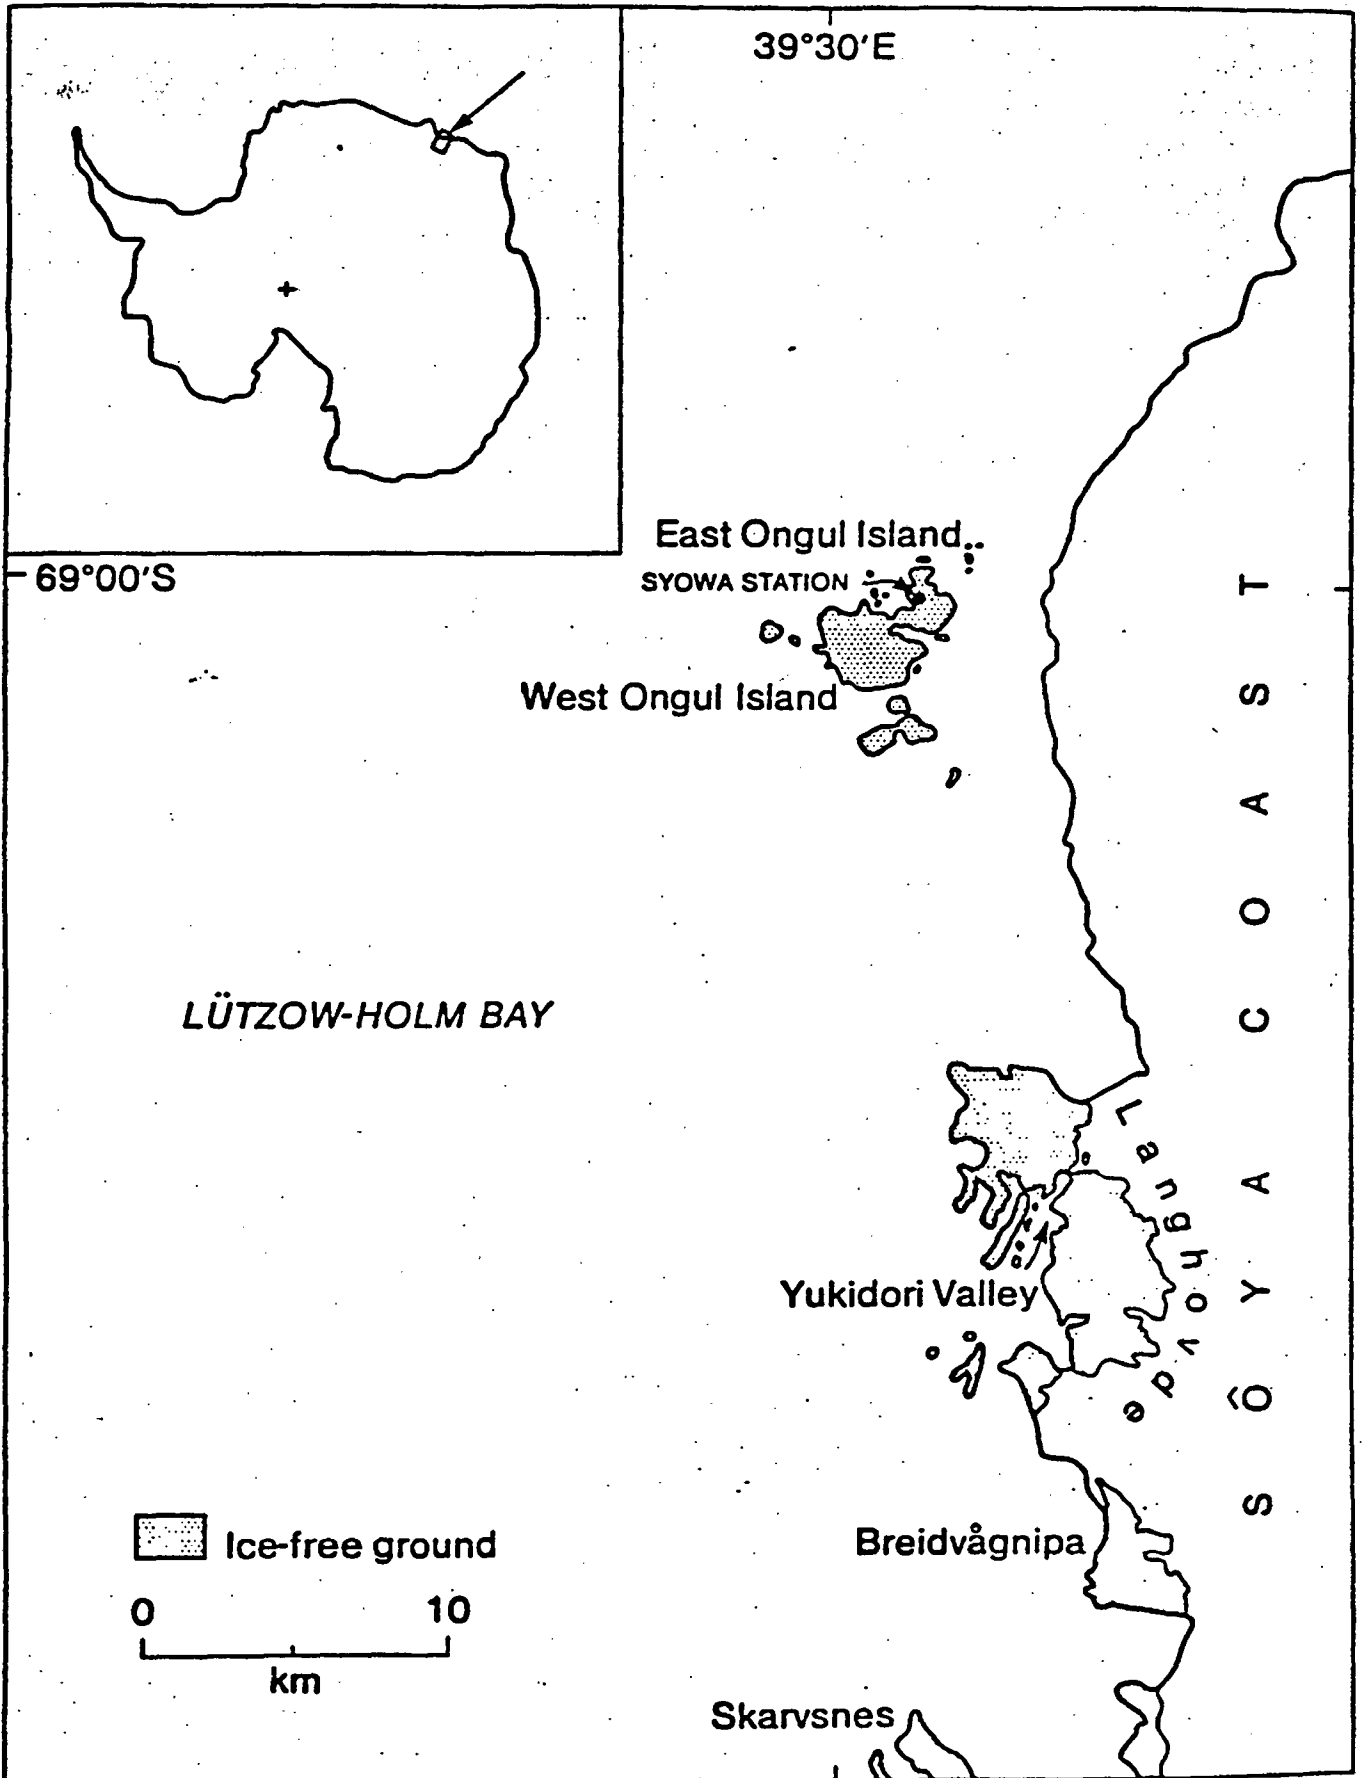 39°30'E
69°00'S
East Ongul Island
SYOWA STATION
West Ongul Island
LÜTZOW-HOLM BAY
SÔYA COAST
Langhovde
Yukidori Valley
Breidvågnipa
Skarvsnes
Ice-free ground
0 10
km